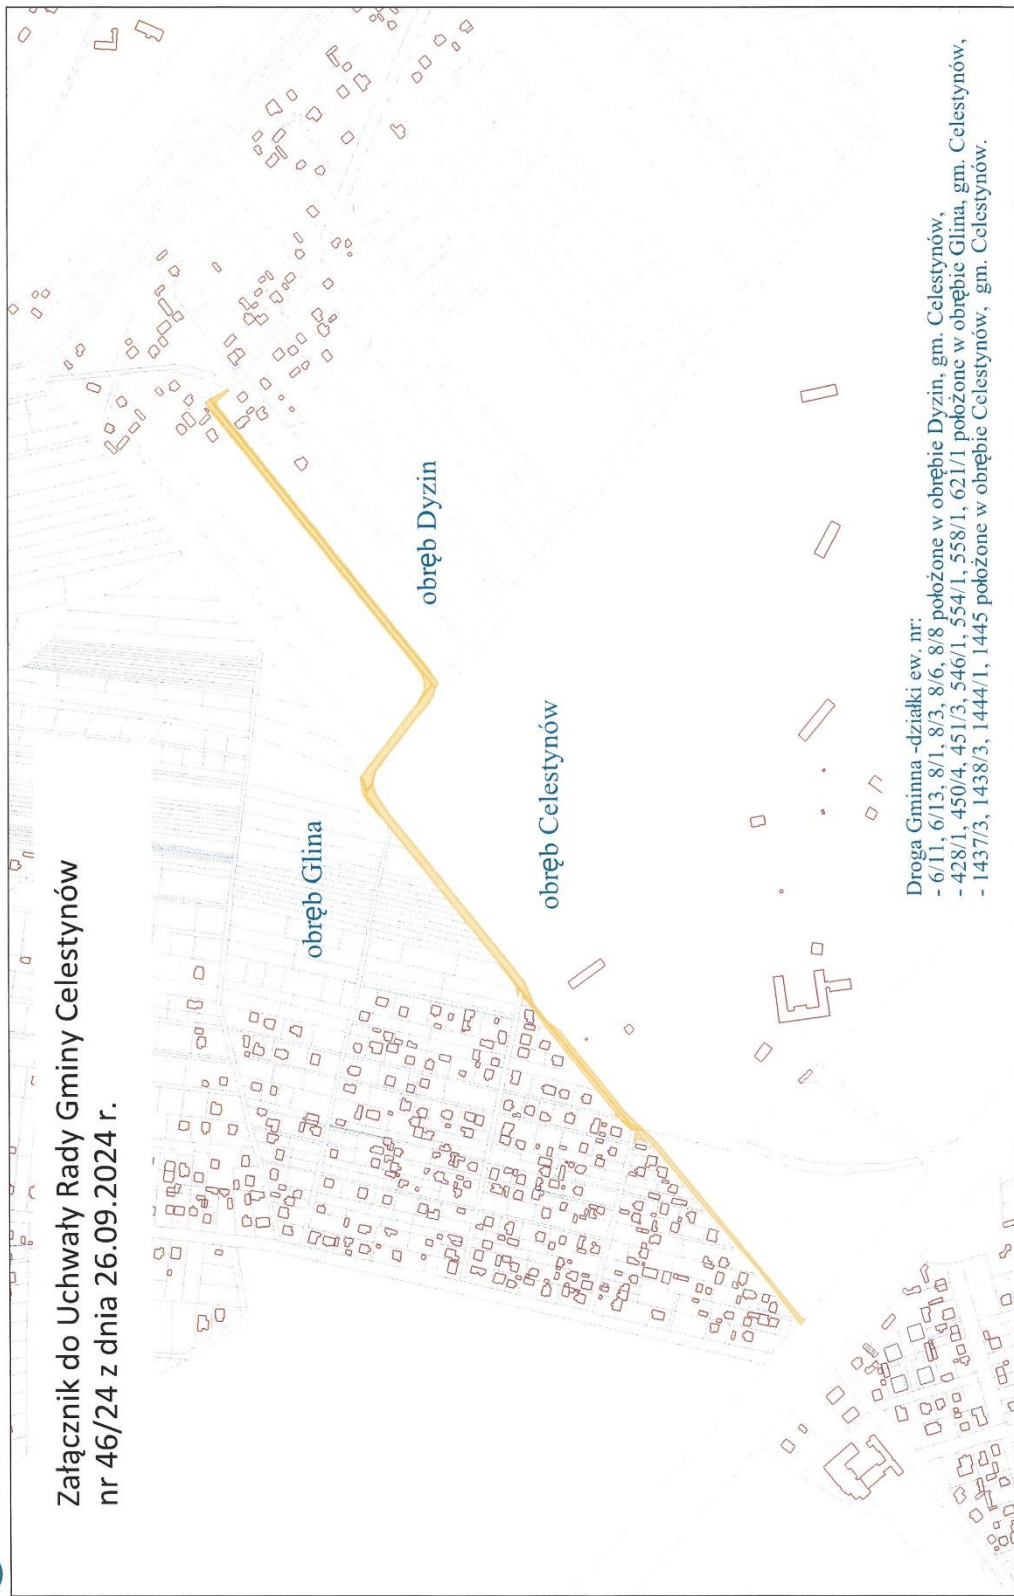 Załącznik do Uchwały Rady Gminy Celestynów
nr 46/24 z dnia 26.09.2024 r.
obręb Glina
obręb Dyzin
obręb Celestynów
Droga Gminna -działki ew. nr:
- 6/11, 6/13, 8/1, 8/3, 8/6, 8/8 położone w obrębie Dyzin, gm. Celestynów,
- 428/1, 450/4, 451/3, 546/1, 554/1, 558/1, 621/1 położone w obrębie Glina, gm. Celestynów,
- 1437/3, 1438/3, 1444/1, 1445 położone w obrębie Celestynów, gm. Celestynów.